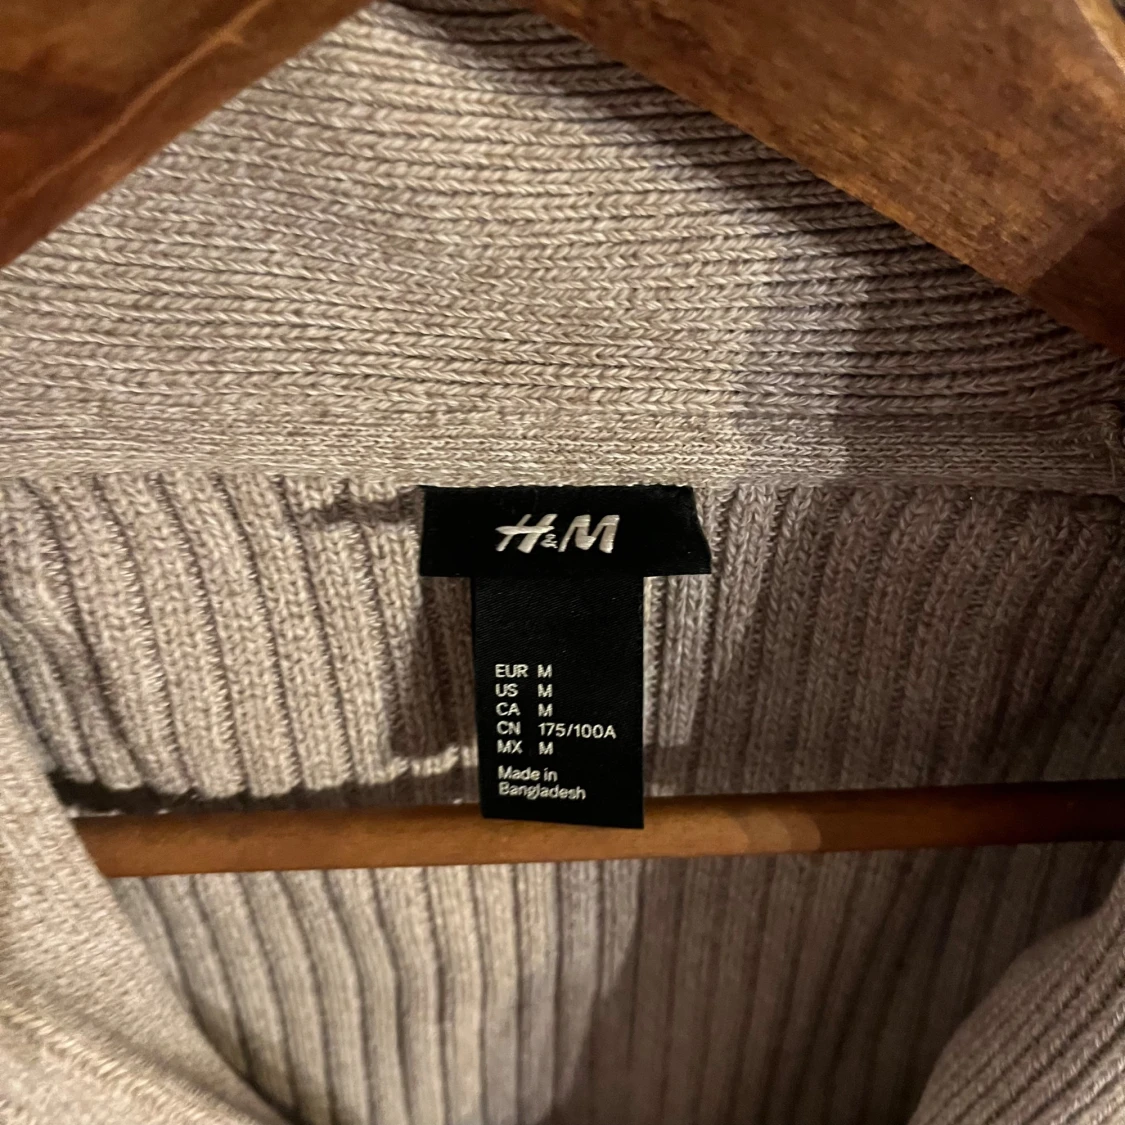 H&M
EUR M
US M
CA M
CN 175/100A
MX M
Made in
Bangladesh